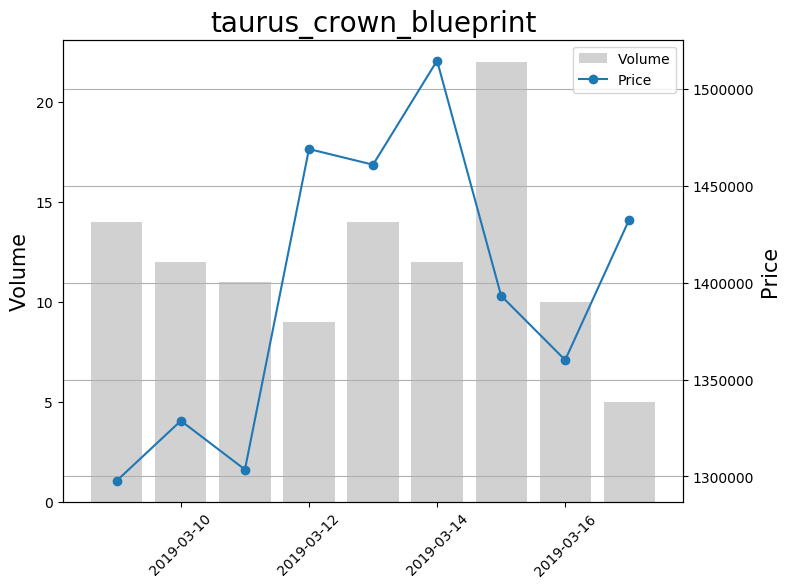 taurus_crown_blueprint
Volume
Price
20
15
10
5
0
Volume
1500000
1450000
1400000
1350000
1300000
Price
2019-03-10
2019-03-12
2019-03-14
2019-03-16